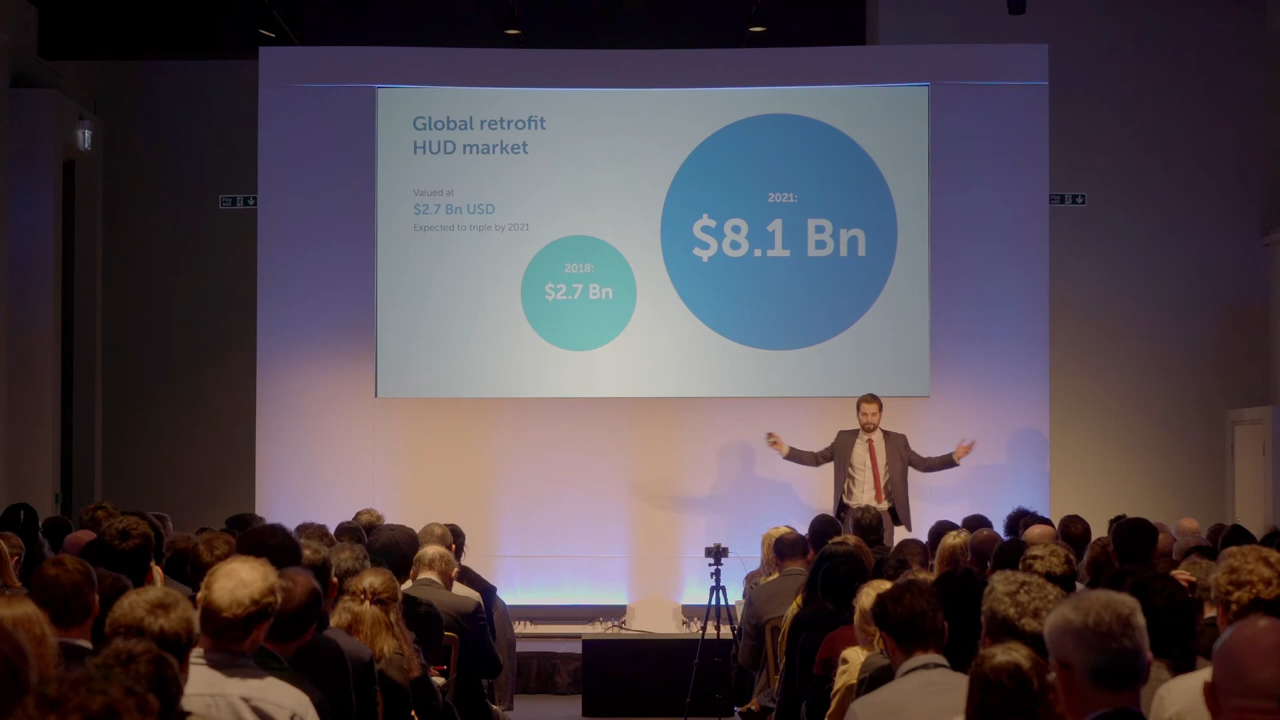 Global retrofit
HUD market
Valued at
$2.7 Bn USD
Expected to triple by 2021
2018:
$2.7 Bn
2021:
$8.1 Bn